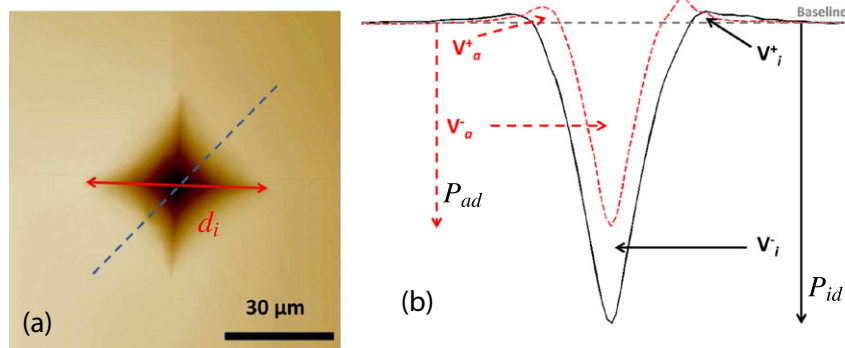 d_i
(a)
30 μm
Baseline
V⁺_a
V⁺_i
V⁻_a
P_ad
V⁻_i
P_id
(b)